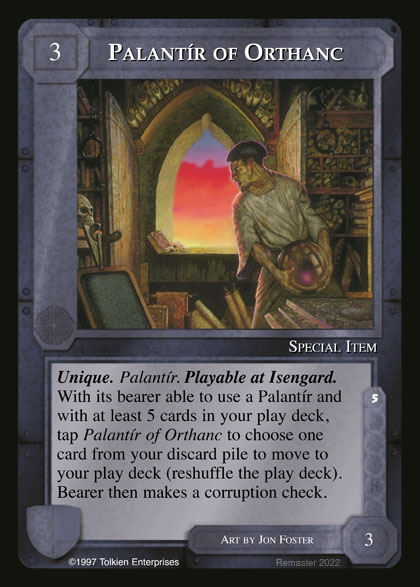 3
PALANTÍR OF ORTHANC
SPECIAL ITEM
Unique. Palantír. Playable at Isengard.
With its bearer able to use a Palantír and
with at least 5 cards in your play deck,
tap Palantír of Orthanc to choose one
card from your discard pile to move to
your play deck (reshuffle the play deck).
Bearer then makes a corruption check.
5
H
ART BY JON FOSTER
3
©1997 Tolkien Enterprises
Remaster 2022